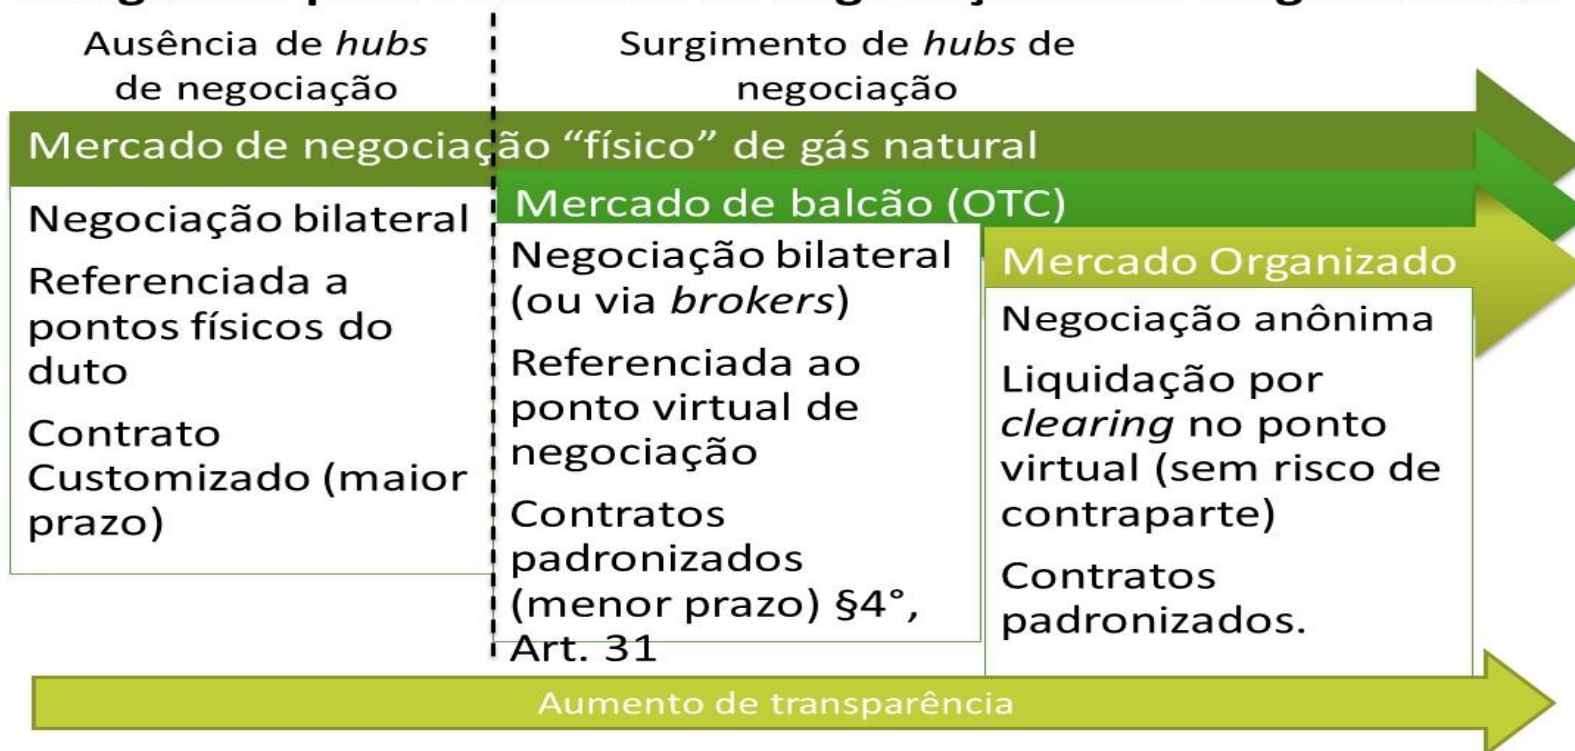 Ausência de hubs
de negociação
Surgimento de hubs de
negociação
Mercado de negociação “físico” de gás natural
Negociação bilateral
Referenciada a
pontos físicos do
duto
Contrato
Customizado (maior
prazo)
Mercado de balcão (OTC)
Negociação bilateral
(ou via brokers)
Referenciada ao
ponto virtual de
negociação
Contratos
padronizados
(menor prazo) §4°,
Art. 31
Mercado Organizado
Negociação anônima
Liquidação por
clearing no ponto
virtual (sem risco de
contraparte)
Contratos
padronizados.
Aumento de transparência